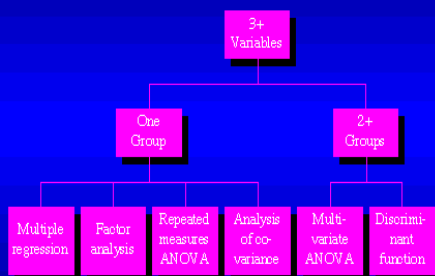 3+
Variables
One
Group
2+
Groups
Multiple
regression
Factor
analysis
Repeated
measures
ANOVA
Analysis
of co-
variance
Multi-
variate
ANOVA
Discrimi-
nant
function